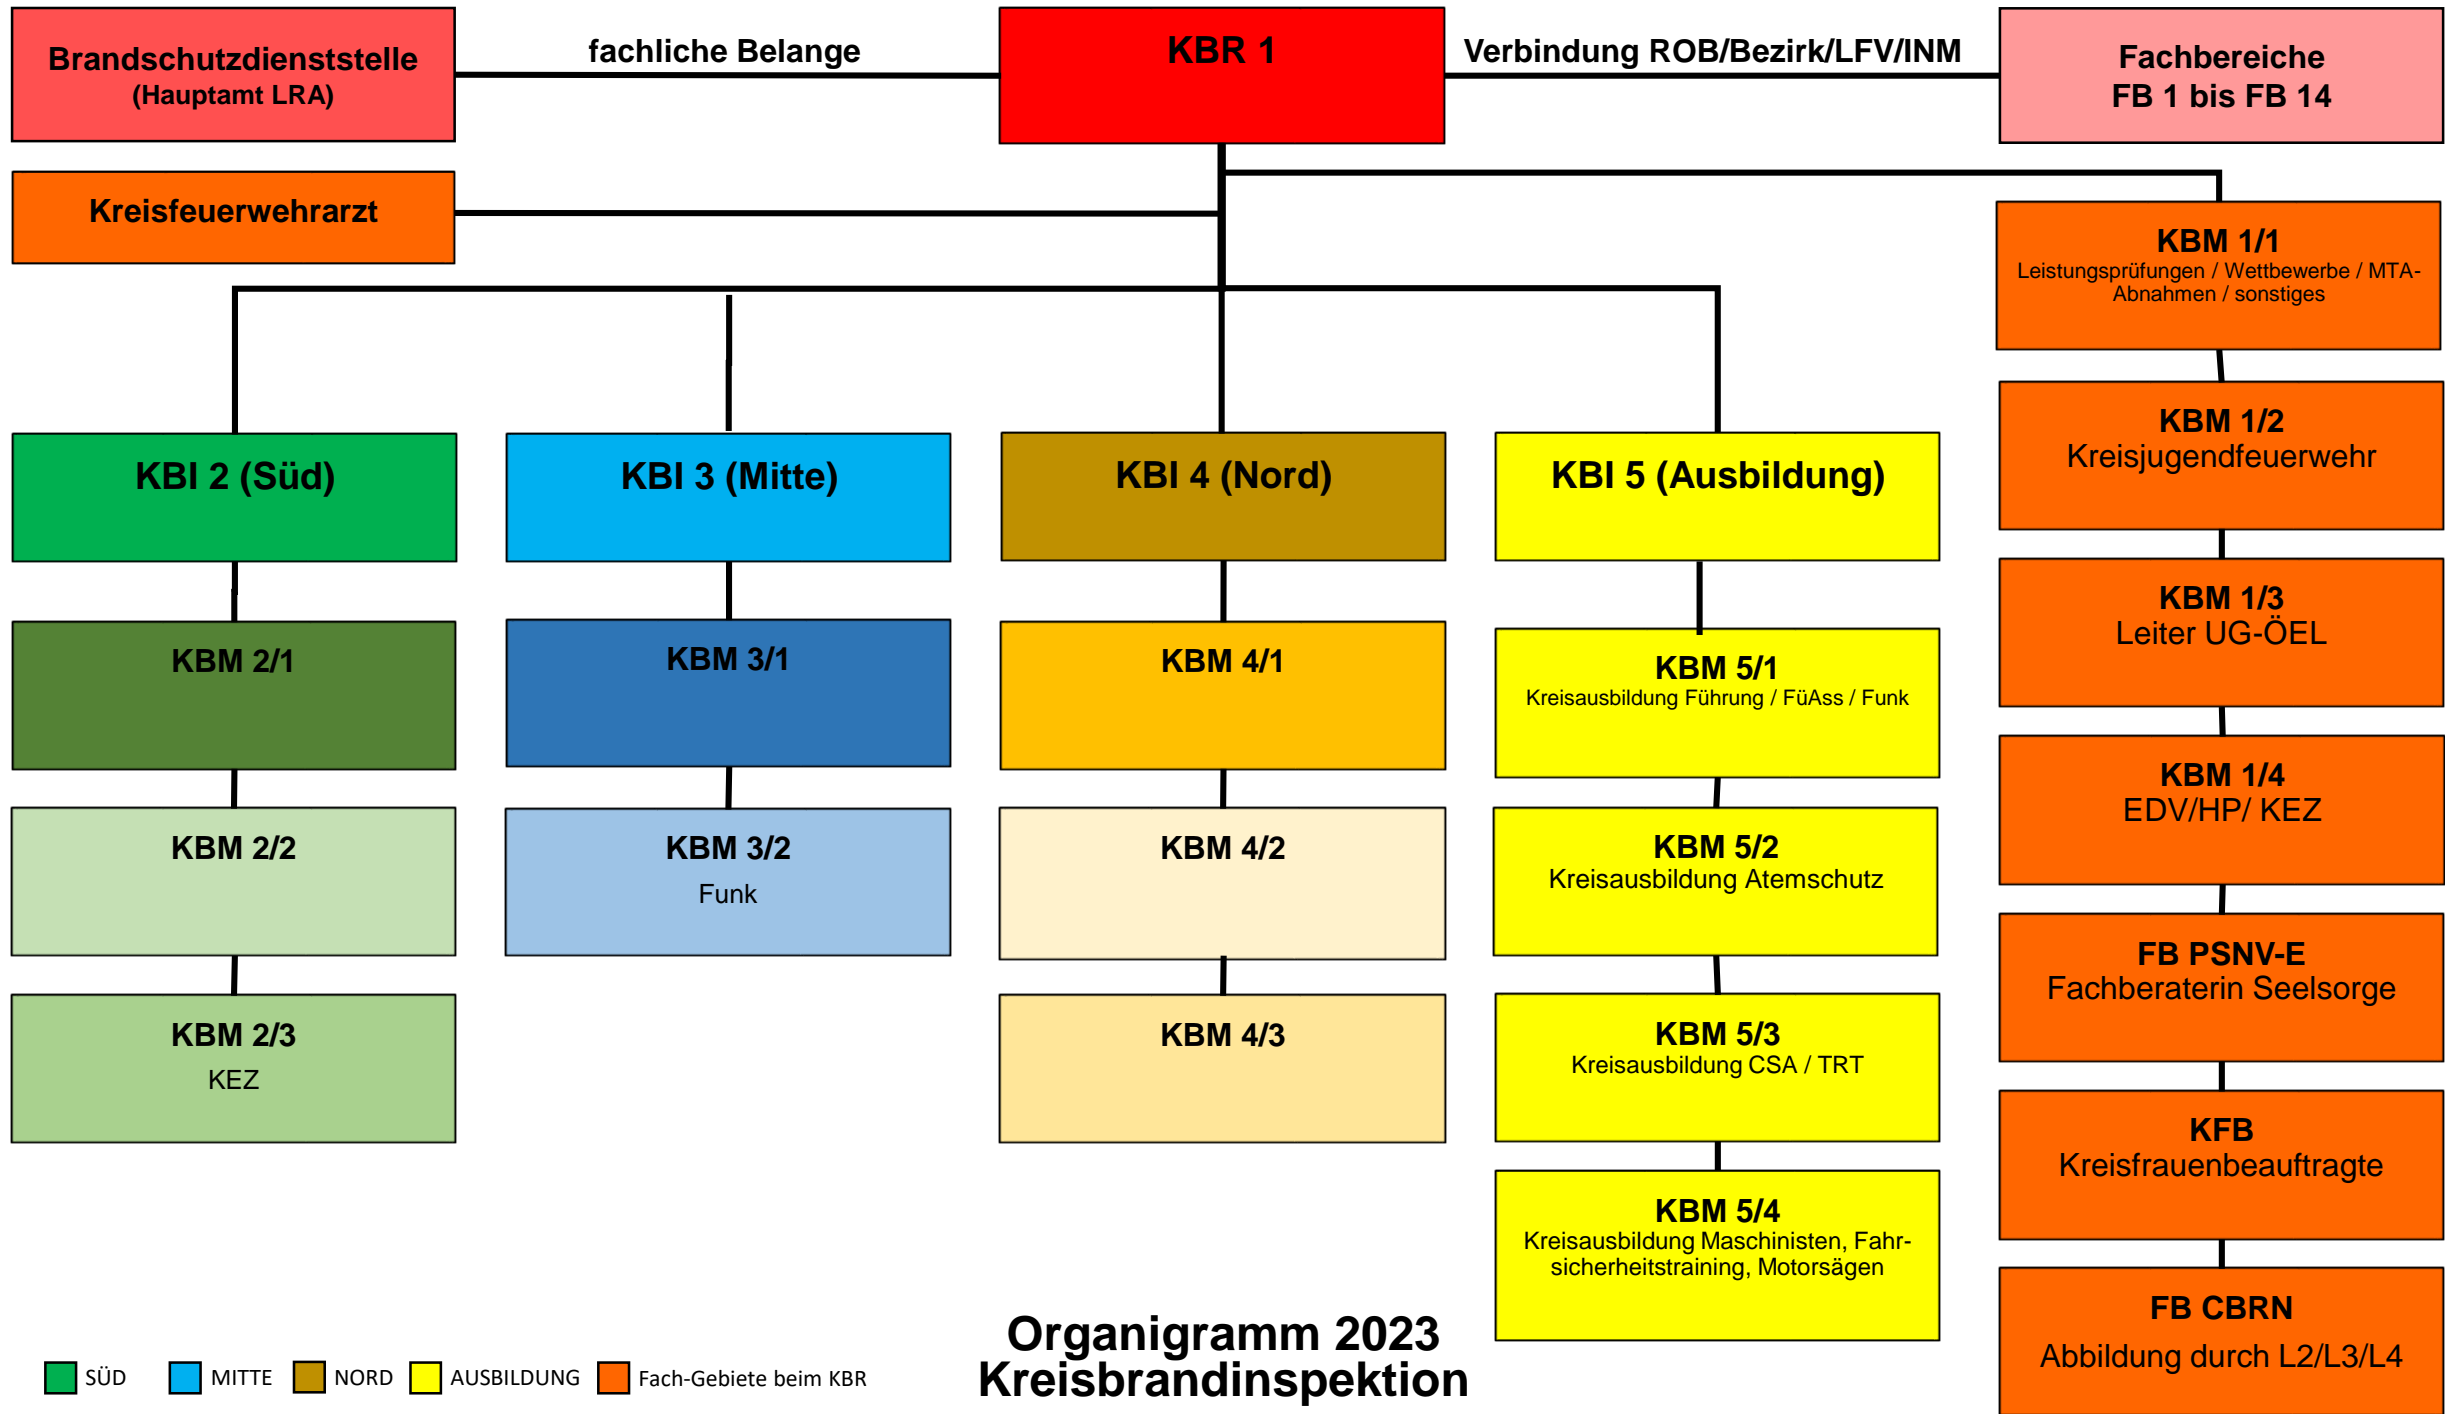 Brandschutzdienststelle
(Hauptamt LRA)
fachliche Belange
KBR 1
Verbindung ROB/Bezirk/LFV/INM
Fachbereiche
FB 1 bis FB 14
Kreisfeuerwehrarzt
KBM 1/1
Leistungsprüfungen / Wettbewerbe / MTA-
Abnahmen / sonstiges
KBM 1/2
Kreisjugendfeuerwehr
KBM 1/3
Leiter UG-ÖEL
KBM 1/4
EDV/HP/ KEZ
FB PSNV-E
Fachberaterin Seelsorge
KFB
Kreisfrauenbeauftragte
FB CBRN
Abbildung durch L2/L3/L4
KBI 2 (Süd)
KBM 2/1
KBM 2/2
KBM 2/3
KEZ
KBI 3 (Mitte)
KBM 3/1
KBM 3/2
Funk
KBI 4 (Nord)
KBM 4/1
KBM 4/2
KBM 4/3
KBI 5 (Ausbildung)
KBM 5/1
Kreisausbildung Führung / FüAss / Funk
KBM 5/2
Kreisausbildung Atemschutz
KBM 5/3
Kreisausbildung CSA / TRT
KBM 5/4
Kreisausbildung Maschinisten, Fahr-
sicherheitstraining, Motorsägen
SÜD
MITTE
NORD
AUSBILDUNG
Fach-Gebiete beim KBR
Organigramm 2023
Kreisbrandinspektion